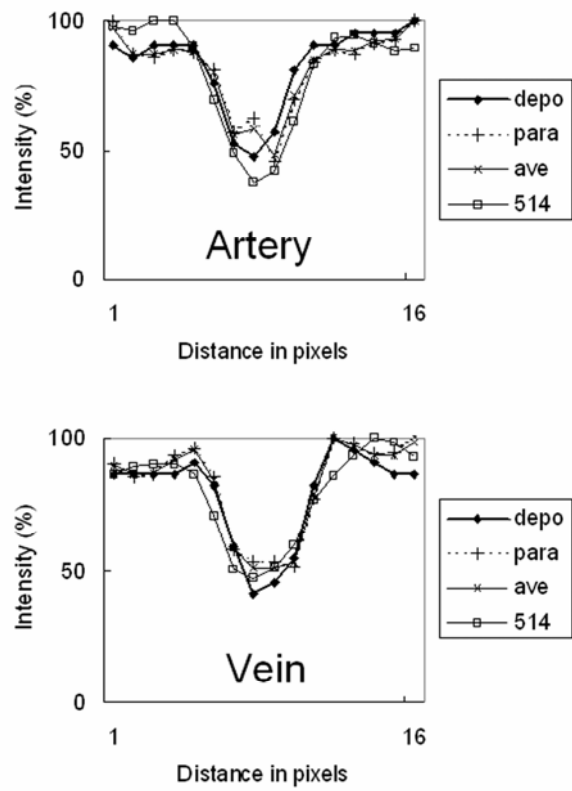 100
50
0
Intensity (%)
Artery
1
16
Distance in pixels
depo
para
ave
514
100
50
0
Intensity (%)
Vein
1
16
Distance in pixels
depo
para
ave
514